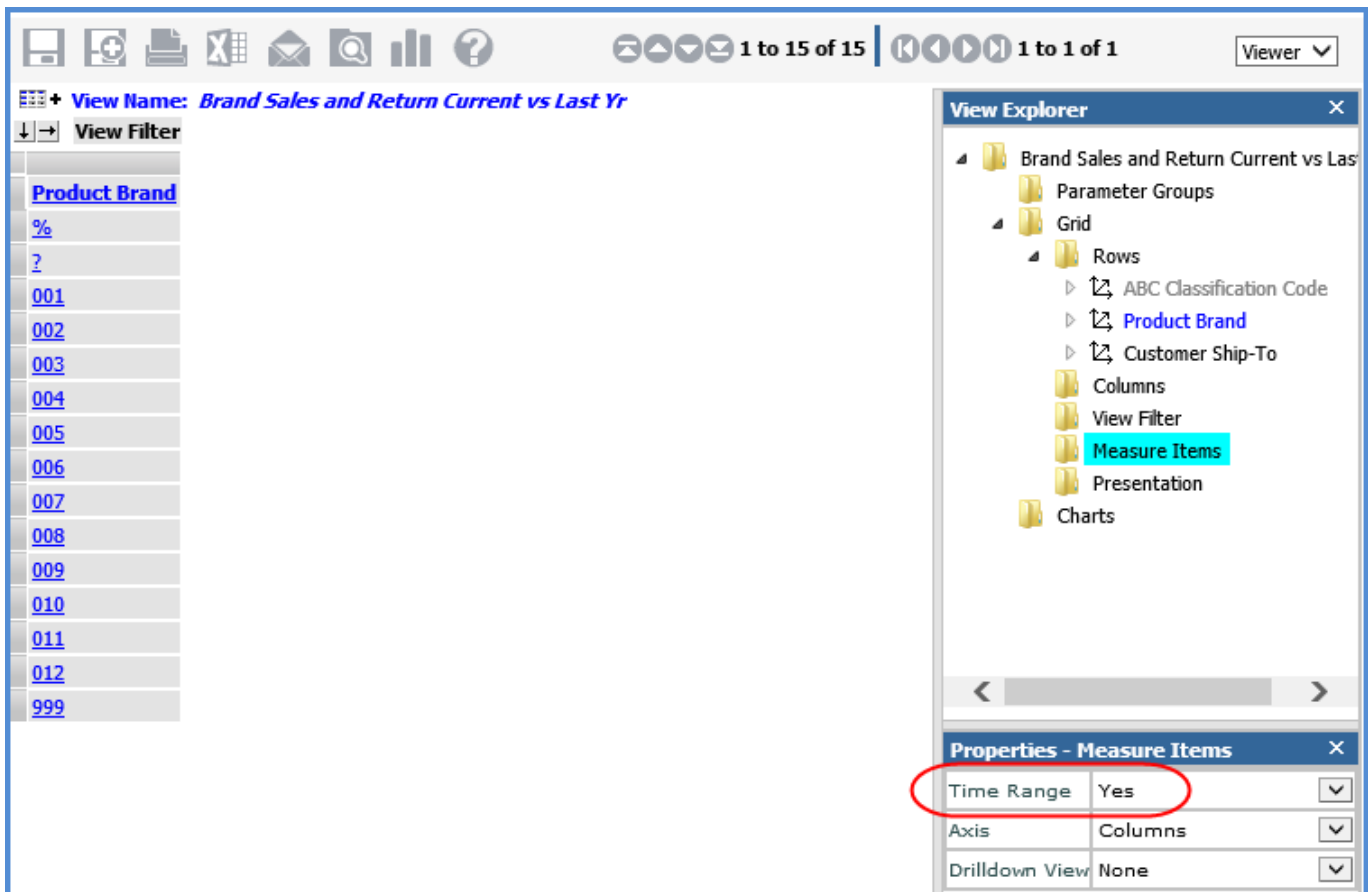 1 to 15 of 15 1 to 1 of 1 Viewer
View Name: Brand Sales and Return Current vs Last Yr
View Filter
Product Brand
%
?
001
002
003
004
005
006
007
008
009
010
011
012
999
View Explorer
Brand Sales and Return Current vs Las
Parameter Groups
Grid
Rows
ABC Classification Code
Product Brand
Customer Ship-To
Columns
View Filter
Measure Items
Presentation
Charts
Properties - Measure Items
Time Range Yes
Axis Columns
Drilldown View None